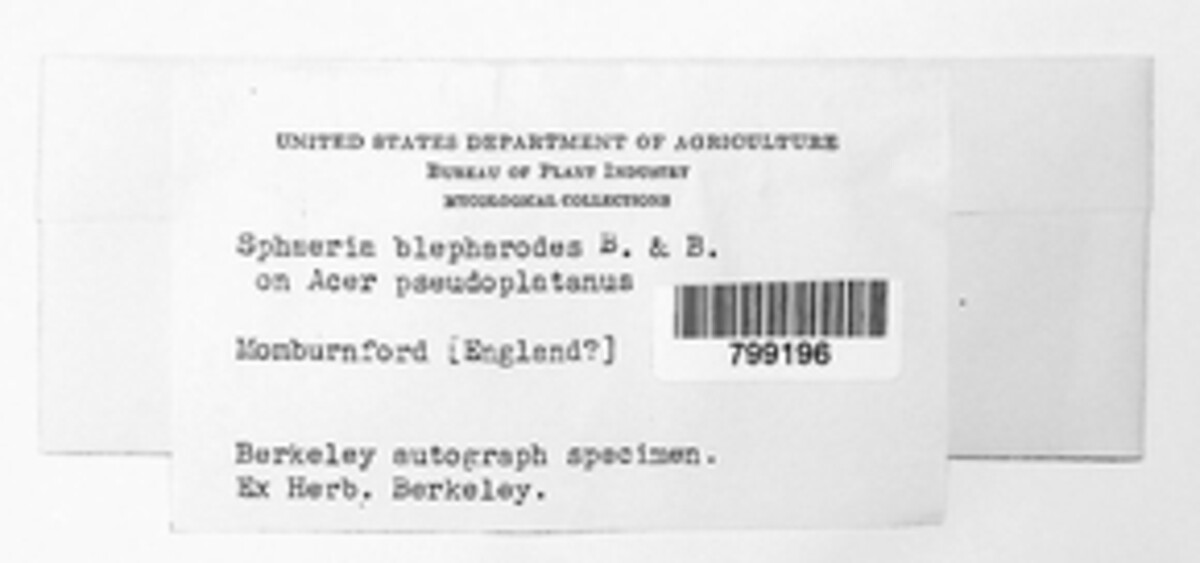 UNITED STATES DEPARTMENT OF AGRICULTURE
BUREAU OF PLANT INDUSTRY
MYCOLOGICAL COLLECTIONS
Sphaeria blepharodes B. & B.
on Acer pseudoplatanus
Momburnford [England?]
799196
Berkeley autograph specimen.
Ex Herb. Berkeley.